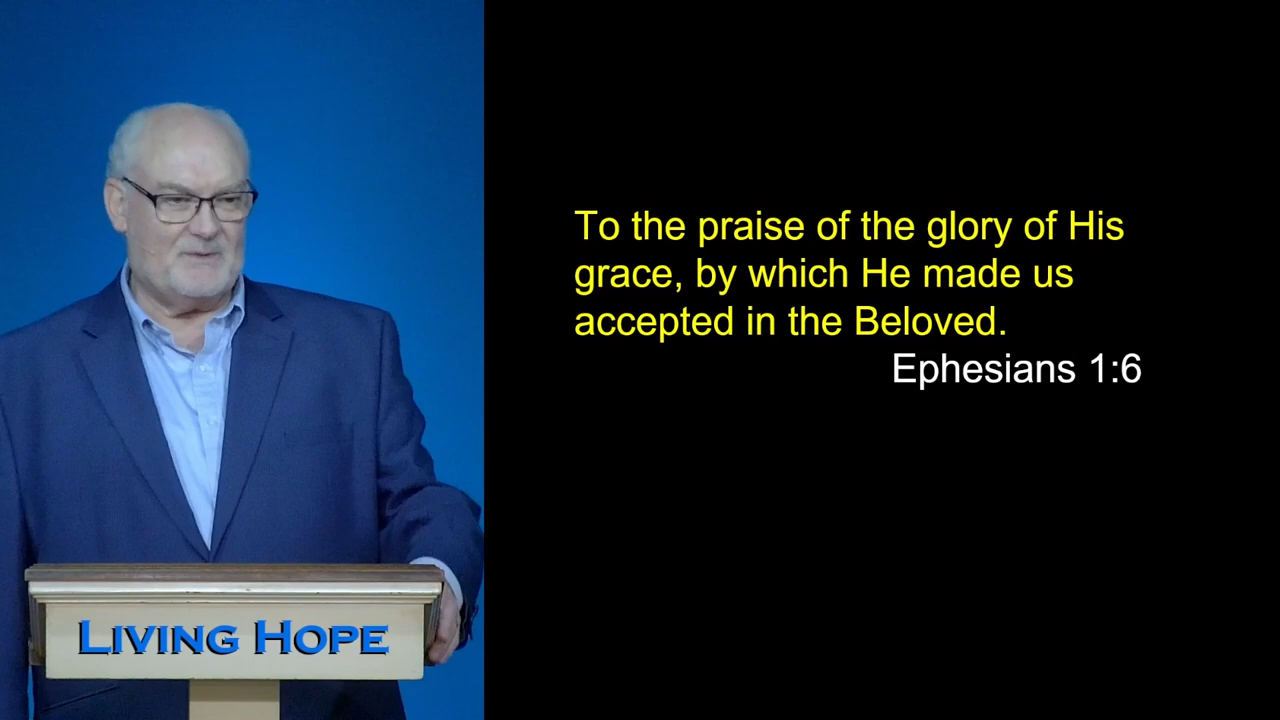 To the praise of the glory of His
grace, by which He made us
accepted in the Beloved.
Ephesians 1:6
LIVING HOPE